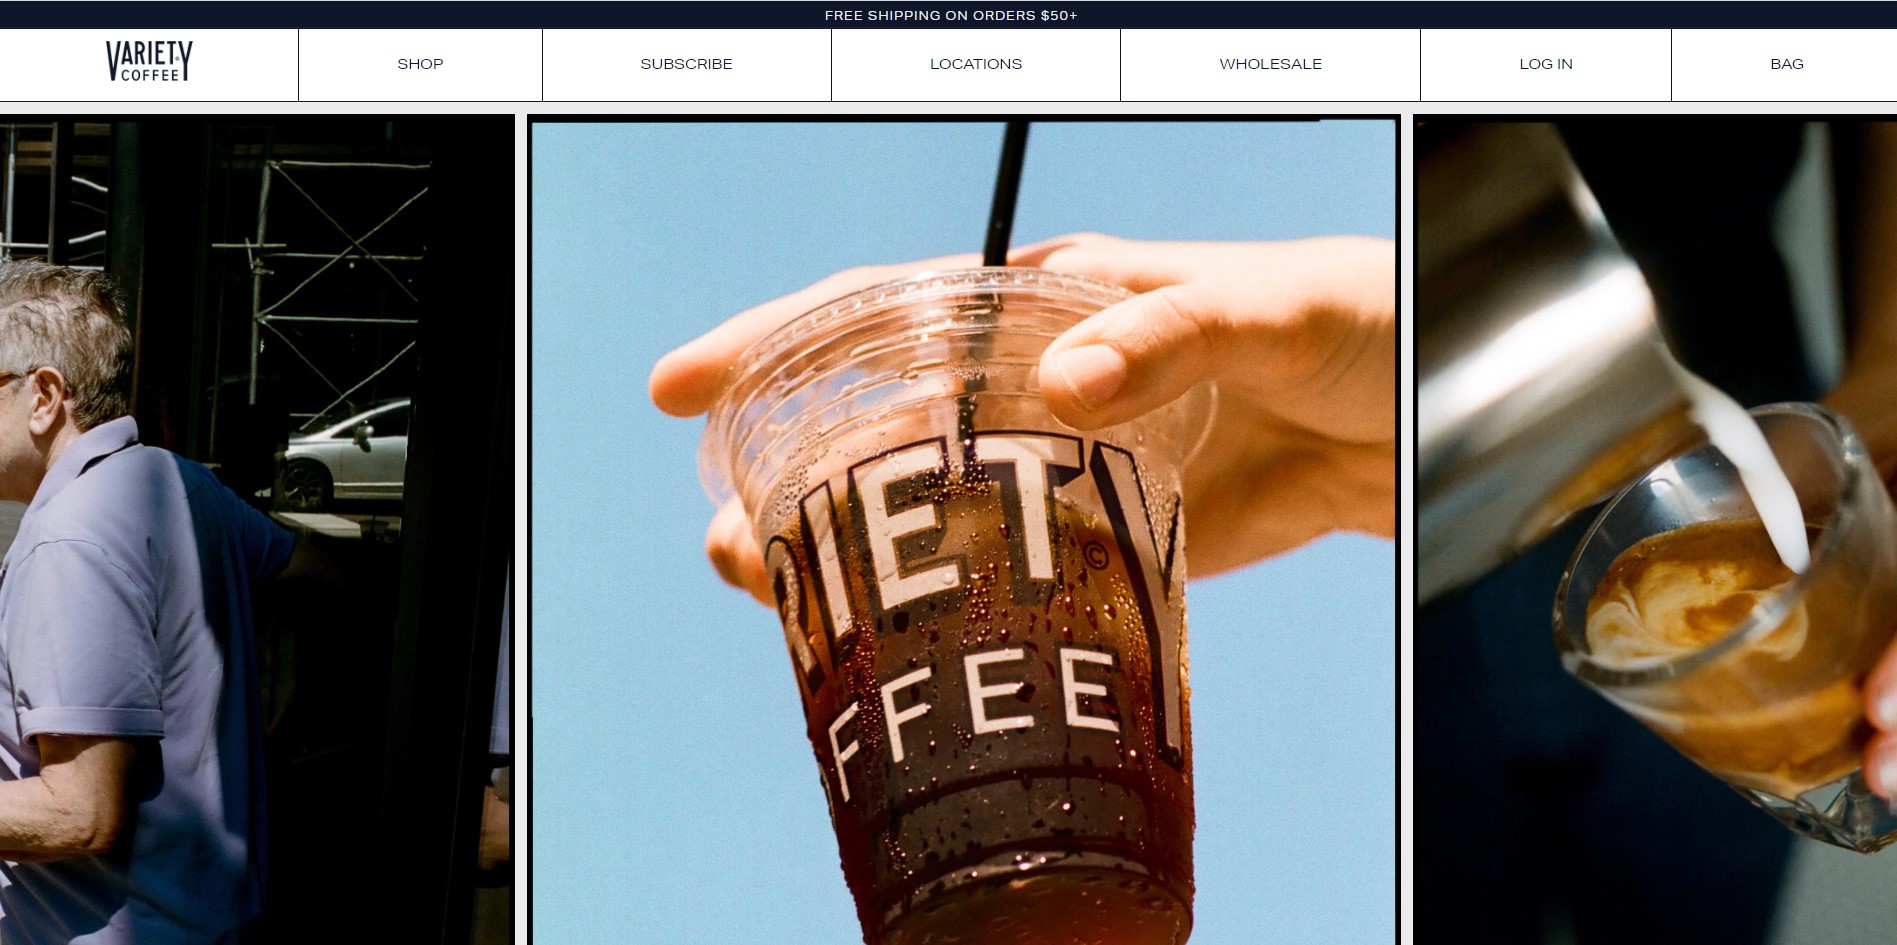 FREE SHIPPING ON ORDERS $50+
VARIETY
COFFEE
SHOP
SUBSCRIBE
LOCATIONS
WHOLESALE
LOG IN
BAG
RIETY
©
FFEE